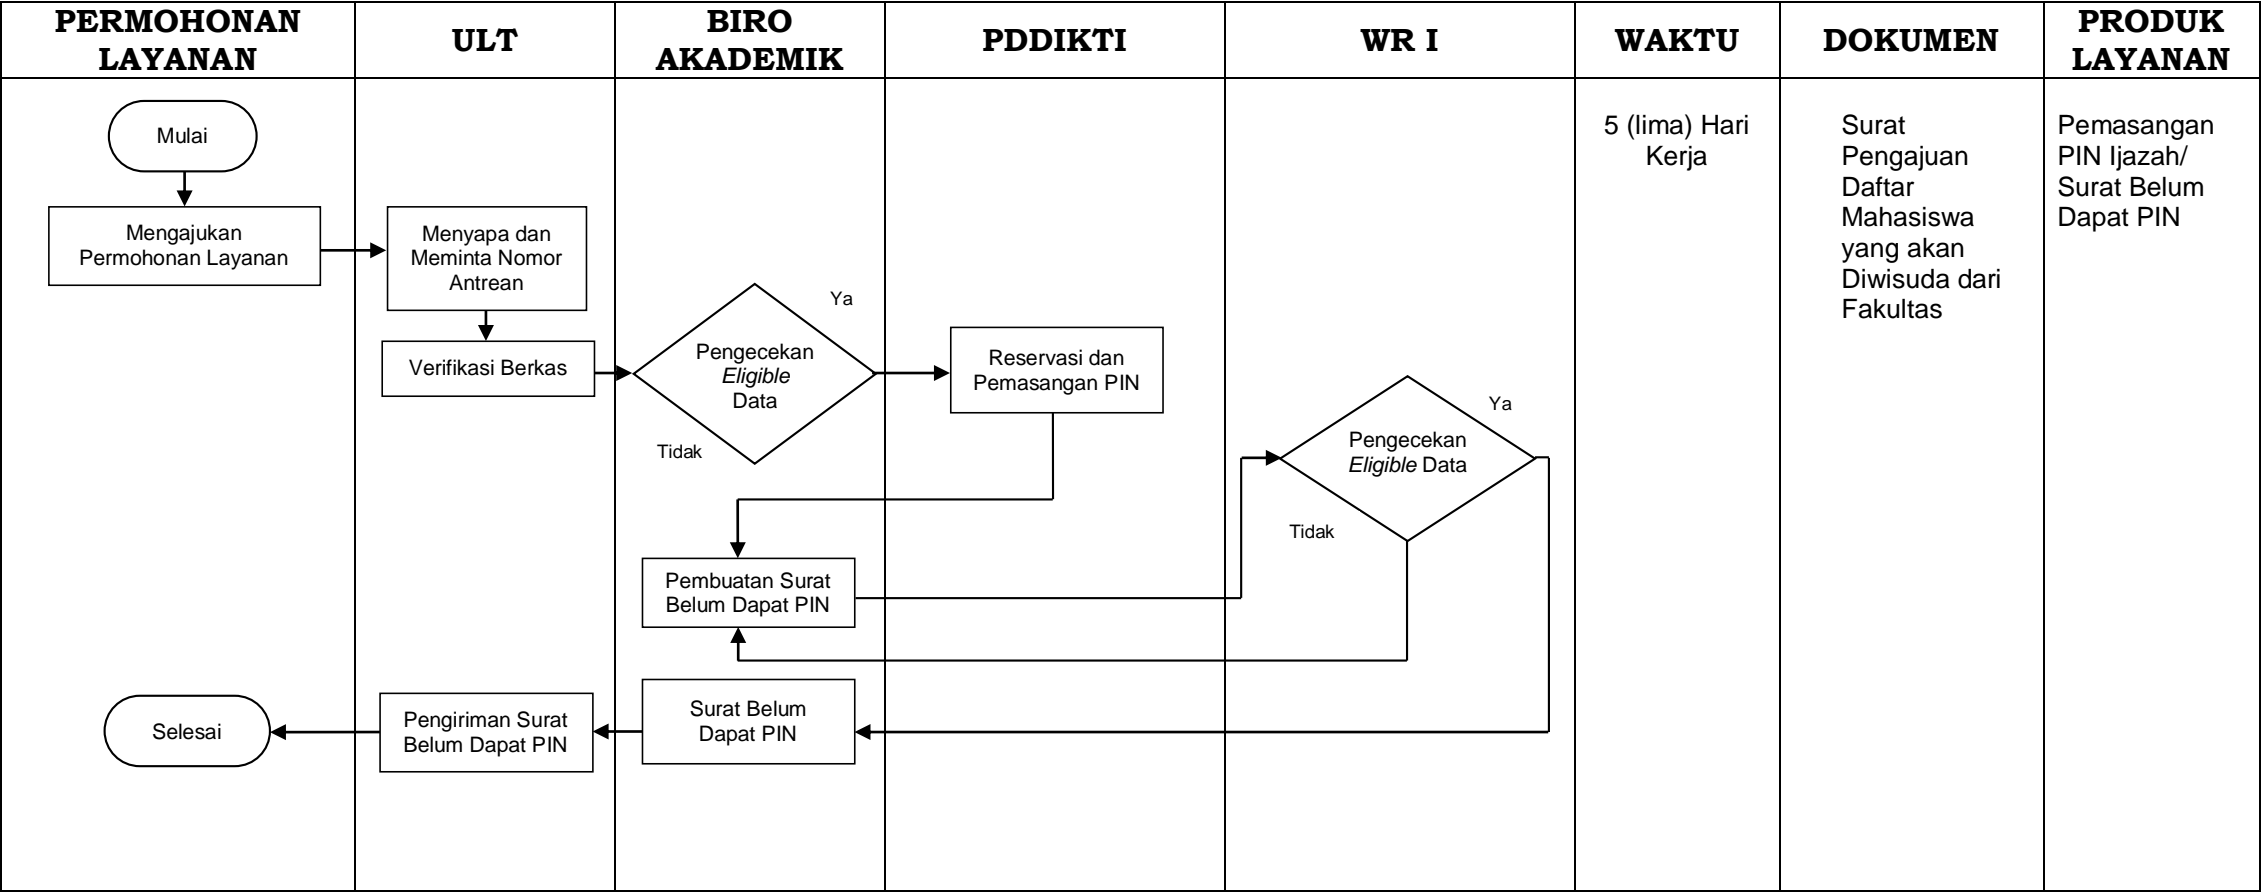 PERMOHONAN
LAYANAN
ULT
BIRO
AKADEMIK
PDDIKTI
WR I
WAKTU
DOKUMEN
PRODUK
LAYANAN
Mulai
Mengajukan
Permohonan Layanan
Menyapa dan
Meminta Nomor
Antrean
Verifikasi Berkas
Pengecekan
Eligible
Data
Ya
Tidak
Reservasi dan
Pemasangan PIN
Pembuatan Surat
Belum Dapat PIN
Pengecekan
Eligible Data
Ya
Tidak
Surat Belum
Dapat PIN
Pengiriman Surat
Belum Dapat PIN
Selesai
5 (lima) Hari
Kerja
Surat
Pengajuan
Daftar
Mahasiswa
yang akan
Diwisuda dari
Fakultas
Pemasangan
PIN Ijazah/
Surat Belum
Dapat PIN